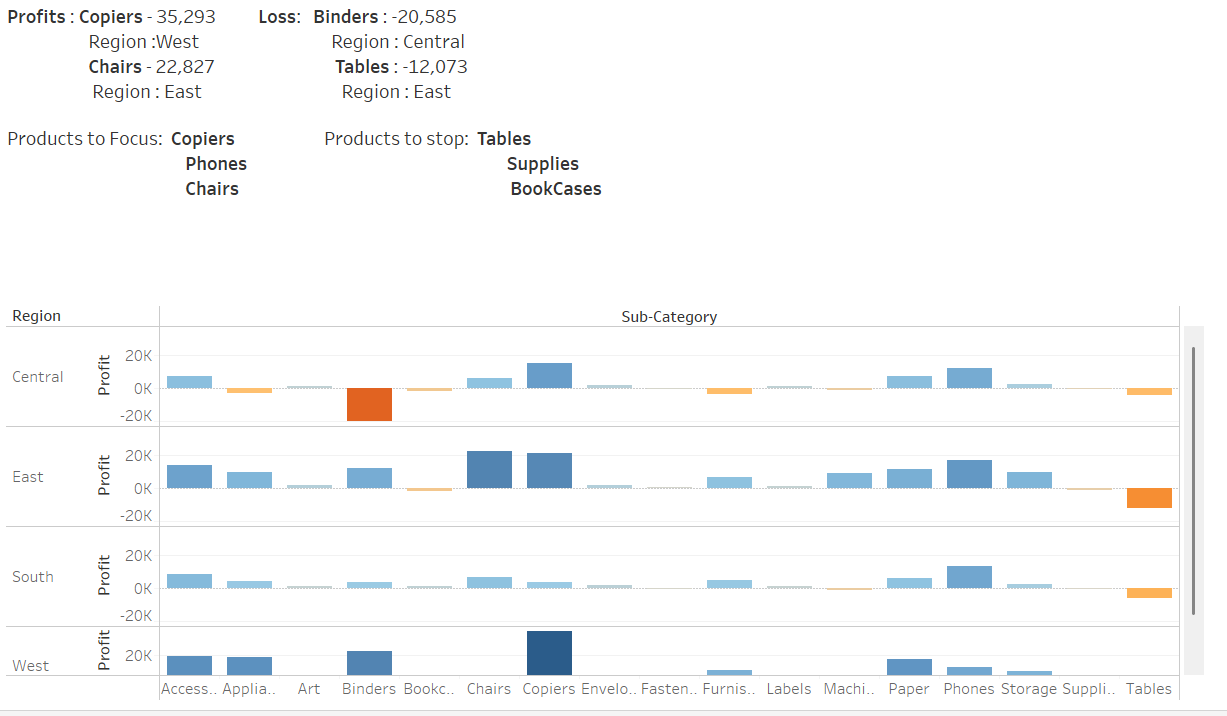 Profits : Copiers - 35,293 Loss: Binders : -20,585
Region :West Region : Central
Chairs - 22,827 Tables : -12,073
Region : East Region : East
Products to Focus: Copiers Products to stop: Tables
Phones Supplies
Chairs BookCases
Region Sub-Category
Central Profit 20K
0K
-20K
East Profit 20K
0K
-20K
South Profit 20K
0K
-20K
West Profit 20K
Access.. Applia.. Art Binders Bookc.. Chairs Copiers Envelo.. Fasten.. Furnis.. Labels Machi.. Paper Phones Storage Suppli.. Tables